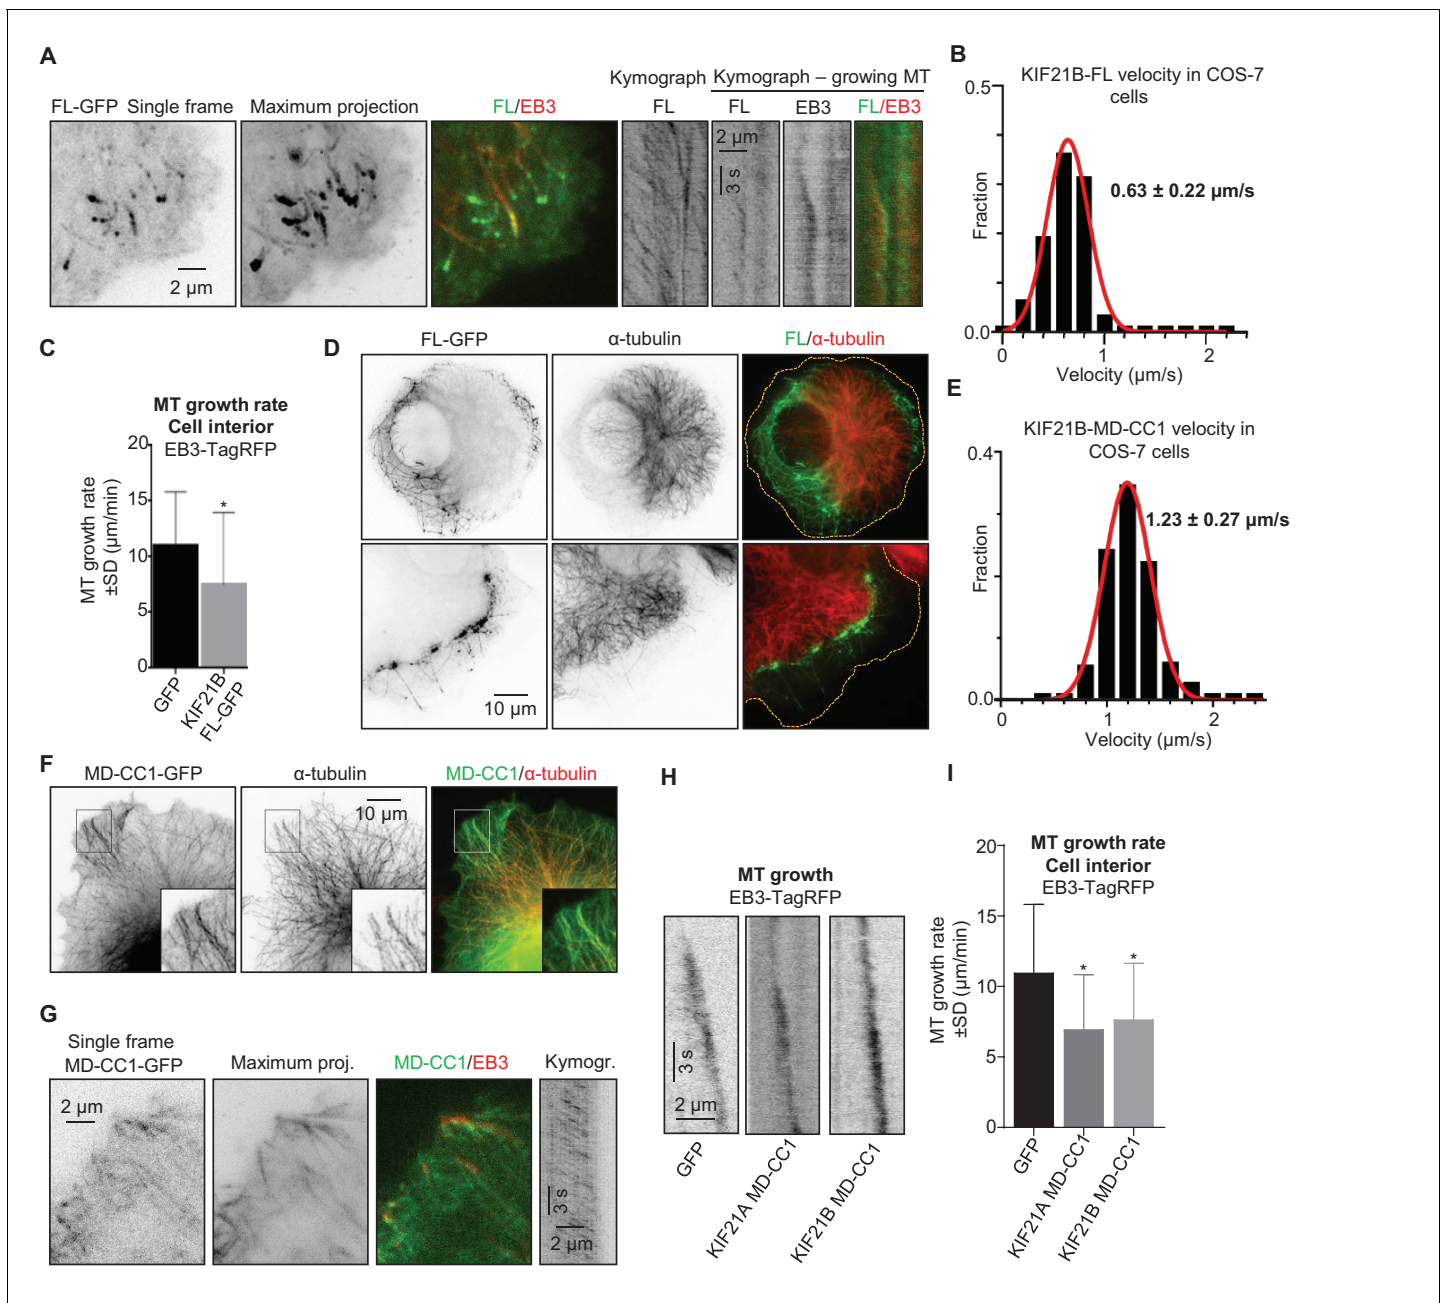 A
Kymograph
Kymograph – growing MT
FL-GFP Single frame
Maximum projection
FL/EB3
FL
FL
EB3
FL/EB3
2 µm
3 s
2 µm
B
KIF21B-FL velocity in COS-7
cells
0.5
Fraction
0.63 ± 0.22 µm/s
0.0
0
1
2
Velocity (µm/s)
C
MT growth rate
Cell interior
EB3-TagRFP
20
15
10
5
0
MT growth rate
±SD (µm/min)
*
GFP
KIF21B
FL-GFP
D
FL-GFP
α-tubulin
FL/α-tubulin
10 µm
E
KIF21B-MD-CC1 velocity in
COS-7 cells
0.4
Fraction
1.23 ± 0.27 µm/s
0.0
0
1
2
Velocity (µm/s)
F
MD-CC1-GFP
α-tubulin
MD-CC1/α-tubulin
10 µm
G
Single frame
MD-CC1-GFP
Maximum proj.
MD-CC1/EB3
Kymogr.
2 µm
3 s
2 µm
H
MT growth
EB3-TagRFP
3 s
2 µm
GFP
KIF21A MD-CC1
KIF21B MD-CC1
I
MT growth rate
Cell interior
EB3-TagRFP
20
15
10
5
0
MT growth rate
±SD (µm/min)
*
*
GFP
KIF21A MD-CC1
KIF21B MD-CC1